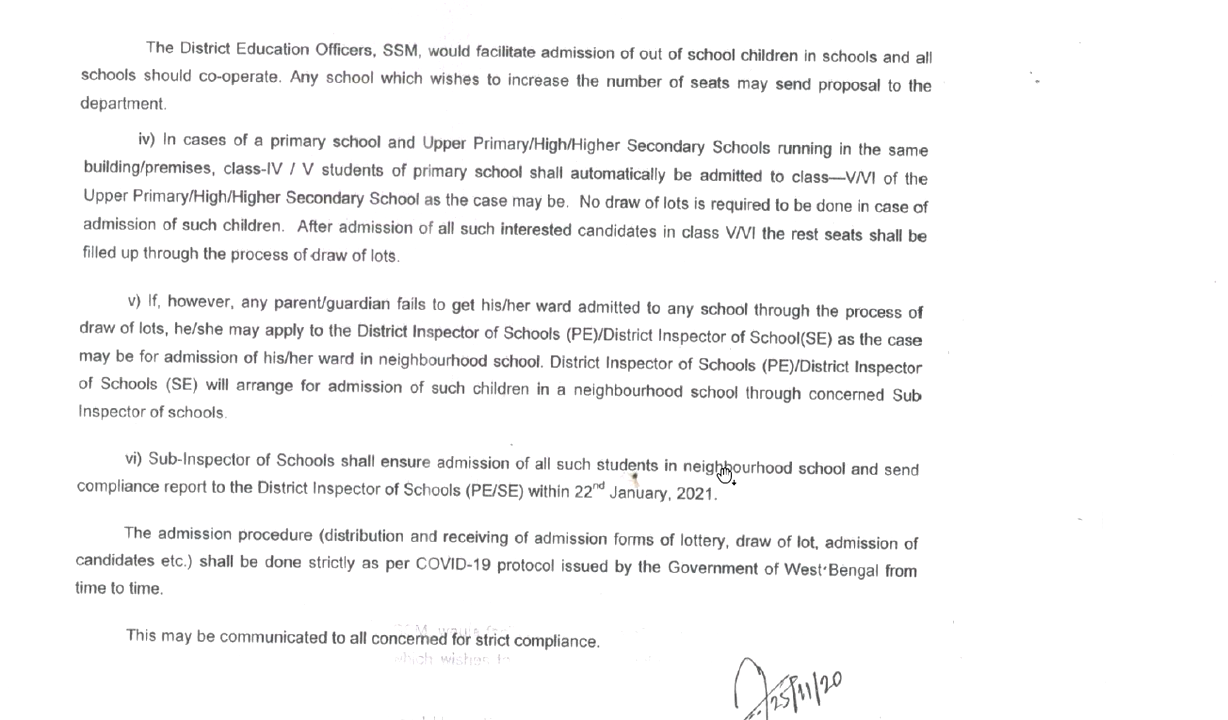 The District Education Officers, SSM, would facilitate admission of out of school children in schools and all
schools should co-operate. Any school which wishes to increase the number of seats may send proposal to the
department.
iv) In cases of a primary school and Upper Primary/High/Higher Secondary Schools running in the same
building/premises, class-IV / V students of primary school shall automatically be admitted to class—V/VI of the
Upper Primary/High/Higher Secondary School as the case may be. No draw of lots is required to be done in case of
admission of such children. After admission of all such interested candidates in class V/VI the rest seats shall be
filled up through the process of draw of lots.
v) If, however, any parent/guardian fails to get his/her ward admitted to any school through the process of
draw of lots, he/she may apply to the District Inspector of Schools (PE)/District Inspector of School(SE) as the case
may be for admission of his/her ward in neighbourhood school. District Inspector of Schools (PE)/District Inspector
of Schools (SE) will arrange for admission of such children in a neighbourhood school through concerned Sub
Inspector of schools.
vi) Sub-Inspector of Schools shall ensure admission of all such students in neighbourhood school and send
compliance report to the District Inspector of Schools (PE/SE) within 22nd January, 2021.
The admission procedure (distribution and receiving of admission forms of lottery, draw of lot, admission of
candidates etc.) shall be done strictly as per COVID-19 protocol issued by the Government of West Bengal from
time to time.
This may be communicated to all concerned for strict compliance.
which wishes to
25/11/20